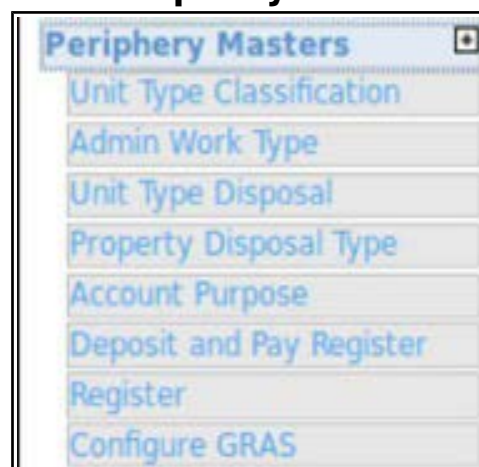 Periphery Masters
Unit Type Classification
Admin Work Type
Unit Type Disposal
Property Disposal Type
Account Purpose
Deposit and Pay Register
Register
Configure GRAS